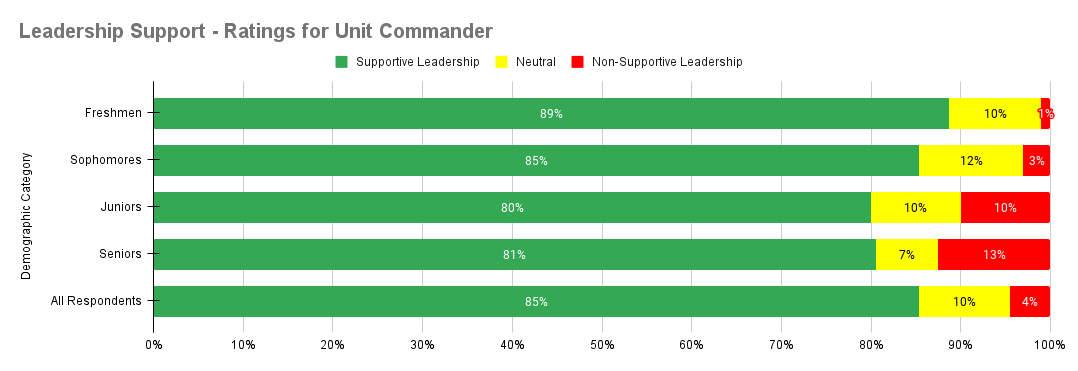 Leadership Support - Ratings for Unit Commander
Supportive Leadership Neutral Non-Supportive Leadership
Demographic Category
Freshmen 89% 10% 1%
Sophomores 85% 12% 3%
Juniors 80% 10% 10%
Seniors 81% 7% 13%
All Respondents 85% 10% 4%
0% 10% 20% 30% 40% 50% 60% 70% 80% 90% 100%